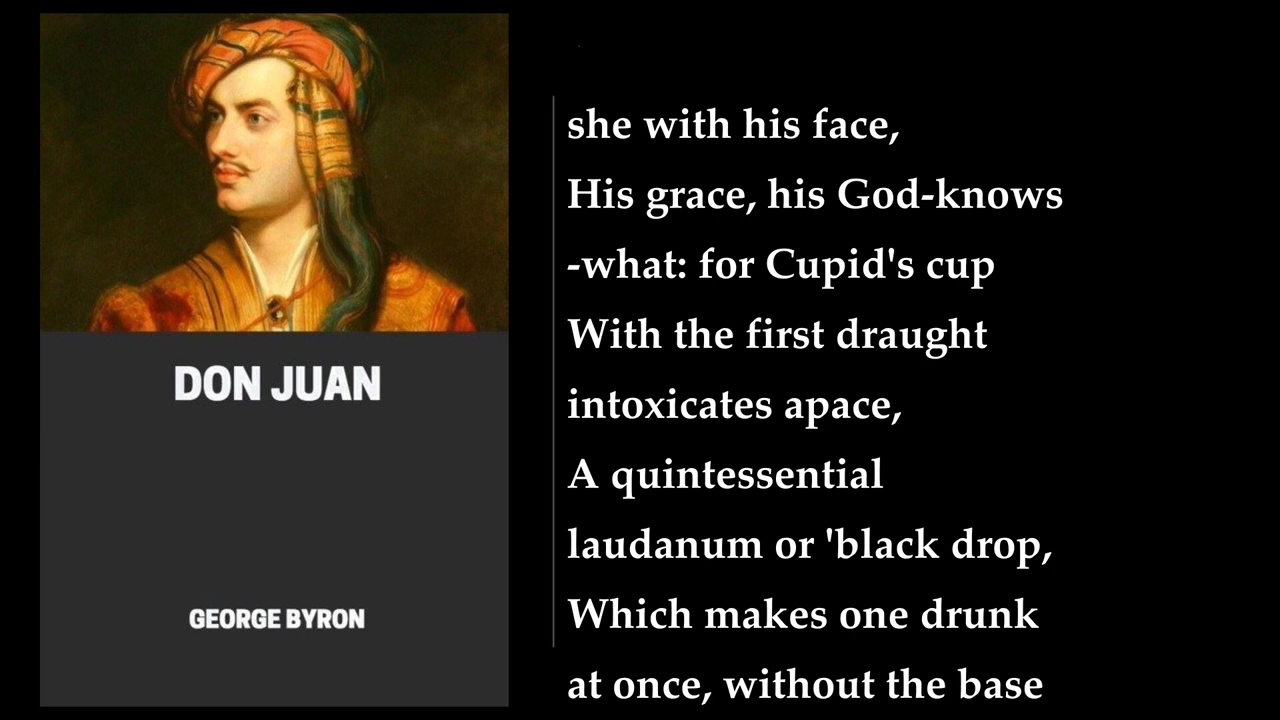 DON JUAN
GEORGE BYRON
she with his face,
His grace, his God-knows
-what: for Cupid's cup
With the first draught
intoxicates apace,
A quintessential
laudanum or 'black drop,
Which makes one drunk
at once, without the base